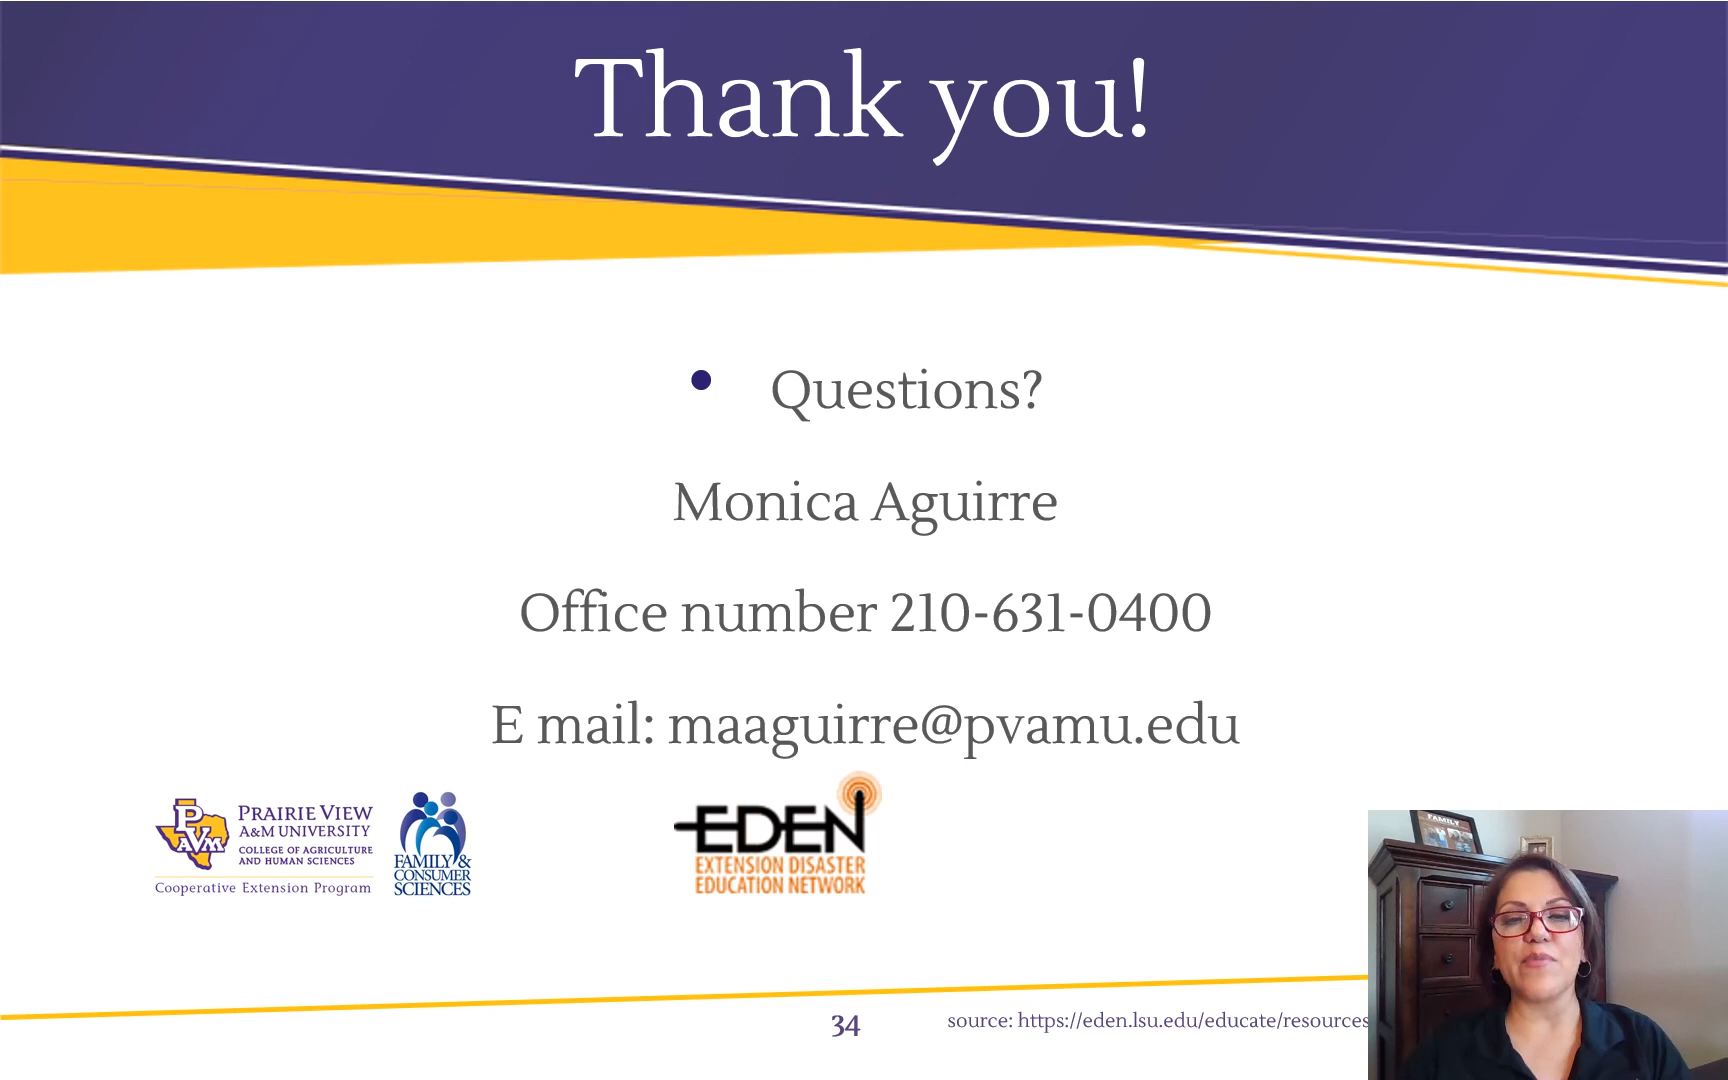 Thank you!
• Questions?
Monica Aguirre
Office number 210-631-0400
E mail: maaguirre@pvamu.edu
PVAM
PRAIRIE VIEW
A&M UNIVERSITY
COLLEGE OF AGRICULTURE
AND HUMAN SCIENCES
Cooperative Extension Program
FAMILY &
CONSUMER
SCIENCES
EDEN
EXTENSION DISASTER
EDUCATION NETWORK
FAMILY
34
source: https://eden.lsu.edu/educate/resources